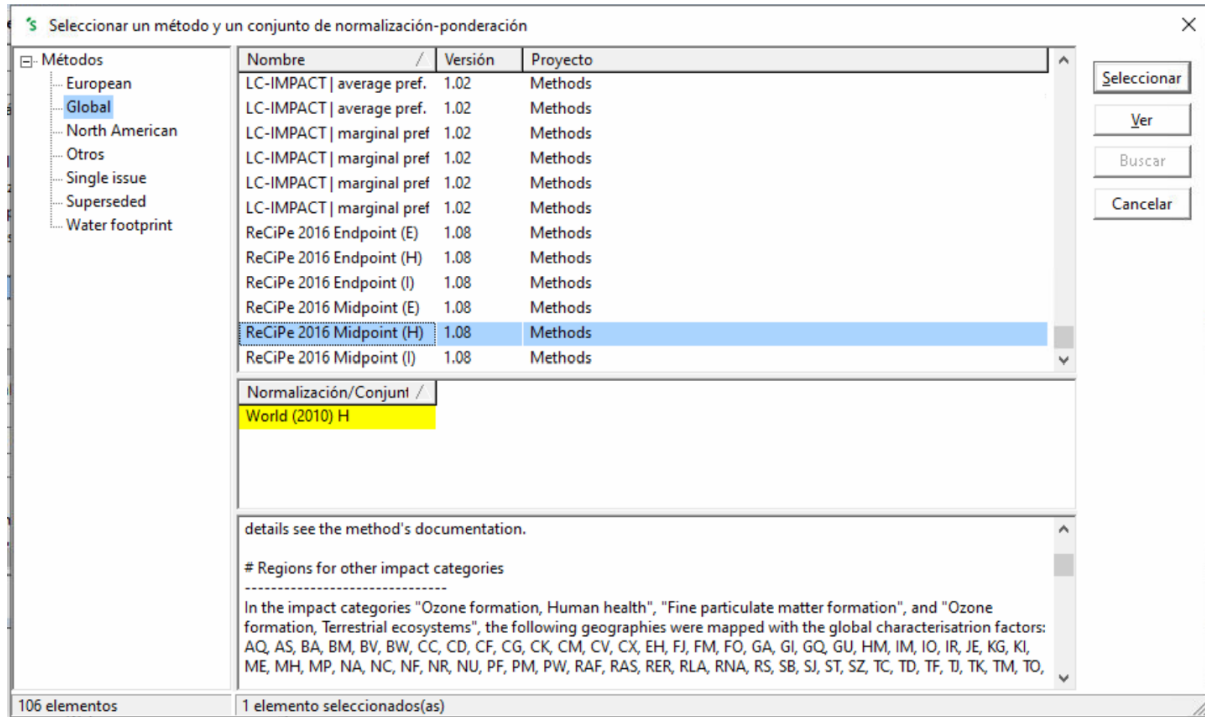 Seleccionar un método y un conjunto de normalización-ponderación
Métodos
European
Global
North American
Otros
Single issue
Superseded
Water footprint
Nombre Versión Proyecto
LC-IMPACT | average pref. 1.02 Methods
LC-IMPACT | average pref. 1.02 Methods
LC-IMPACT | marginal pref 1.02 Methods
LC-IMPACT | marginal pref 1.02 Methods
LC-IMPACT | marginal pref 1.02 Methods
LC-IMPACT | marginal pref 1.02 Methods
ReCiPe 2016 Endpoint (E) 1.08 Methods
ReCiPe 2016 Endpoint (H) 1.08 Methods
ReCiPe 2016 Endpoint (I) 1.08 Methods
ReCiPe 2016 Midpoint (E) 1.08 Methods
ReCiPe 2016 Midpoint (H) 1.08 Methods
ReCiPe 2016 Midpoint (I) 1.08 Methods
Seleccionar
Ver
Buscar
Cancelar
Normalización/Conjunt
World (2010) H
details see the method's documentation.
# Regions for other impact categories
-------------------------------
In the impact categories "Ozone formation, Human health", "Fine particulate matter formation", and "Ozone
formation, Terrestrial ecosystems", the following geographies were mapped with the global characterisatrion factors:
AQ, AS, BA, BM, BV, BW, CC, CD, CF, CG, CK, CM, CV, CX, EH, FJ, FM, FO, GA, GI, GQ, GU, HM, IM, IO, IR, JE, KG, KI,
ME, MH, MP, NA, NC, NF, NR, NU, PF, PM, PW, RAF, RAS, RER, RLA, RNA, RS, SB, SJ, ST, SZ, TC, TD, TF, TJ, TK, TM, TO,
106 elementos
1 elemento seleccionados(as)